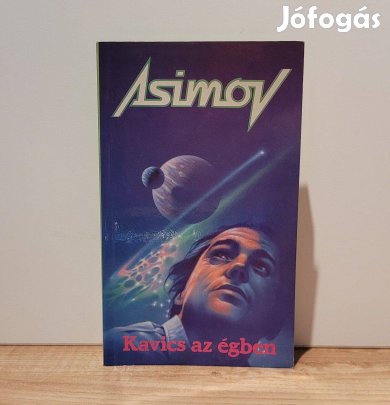 Jófogás
Asimov
Kavics az égben